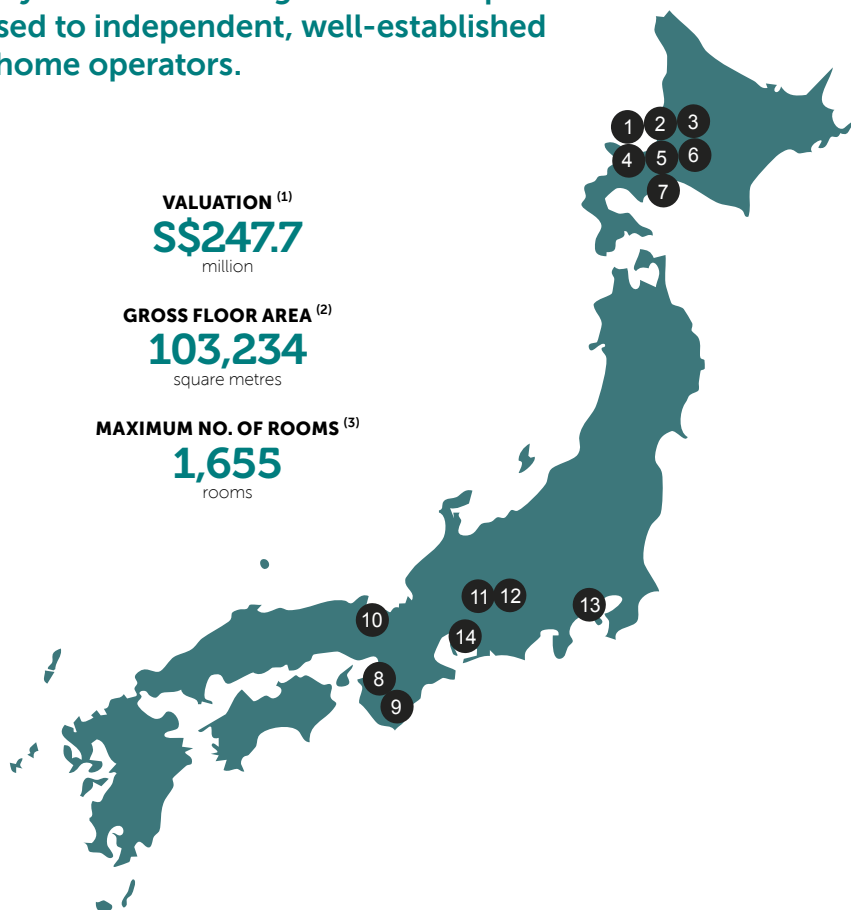 sed to independent, well-established
home operators.
VALUATION (1)
S$247.7
million
GROSS FLOOR AREA (2)
103,234
square metres
MAXIMUM NO. OF ROOMS (3)
1,655
rooms
1
2
3
4
5
6
7
8
9
10
11
12
13
14